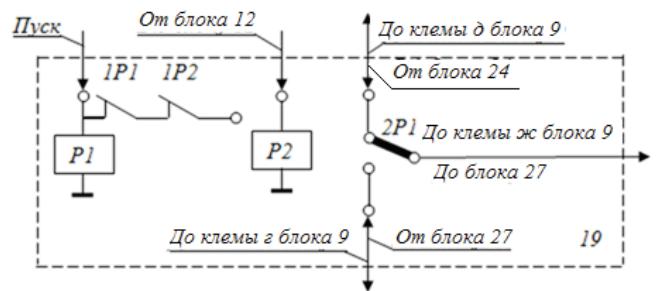 Пуск
От блока 12
До клемы д блока 9
От блока 24
1Р1
1Р2
2Р1
До клемы ж блока 9
Р1
Р2
До блока 27
До клемы г блока 9
От блока 27
19